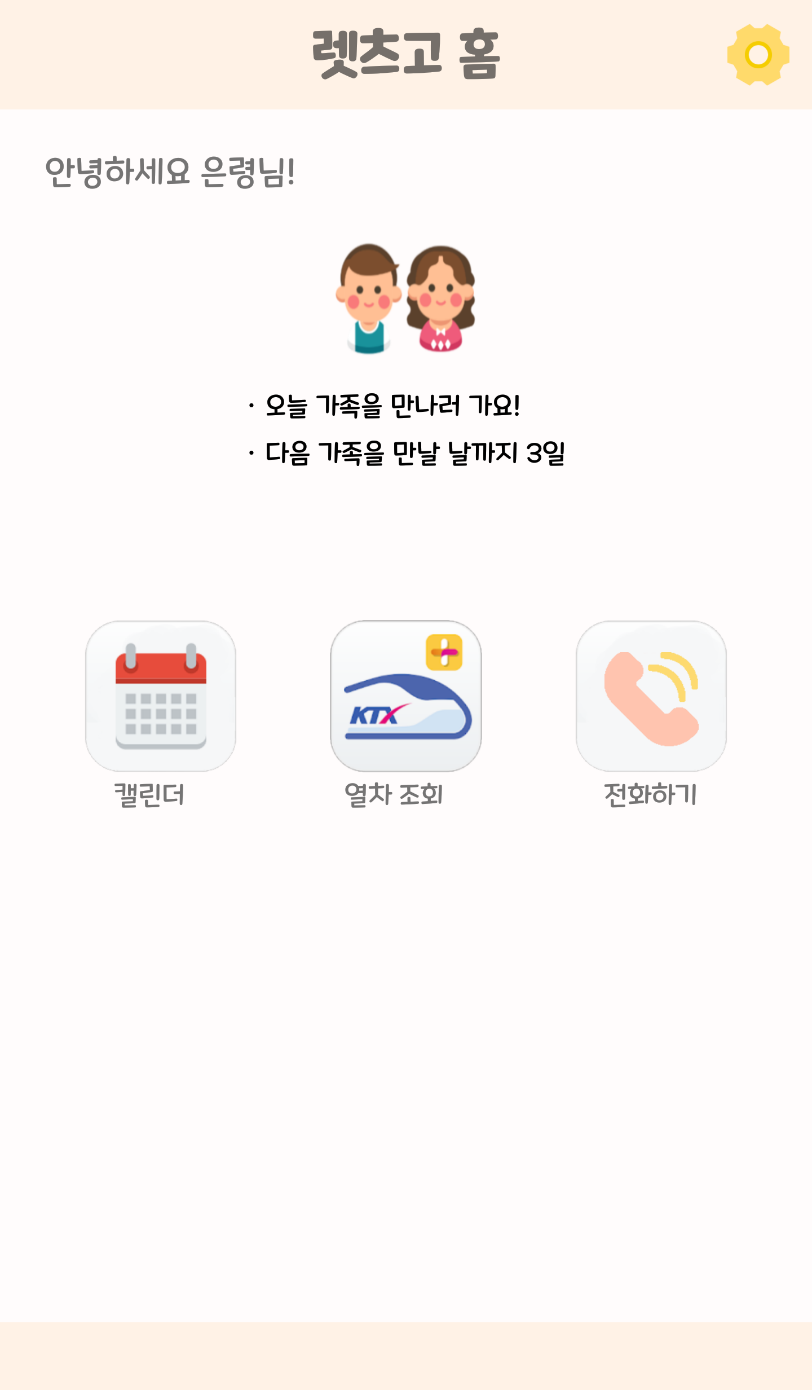 렛츠고 홈
안녕하세요 은령님!
· 오늘 가족을 만나러 가요!
· 다음 가족을 만날 날까지 3일
KTX
캘린더
열차 조회
전화하기